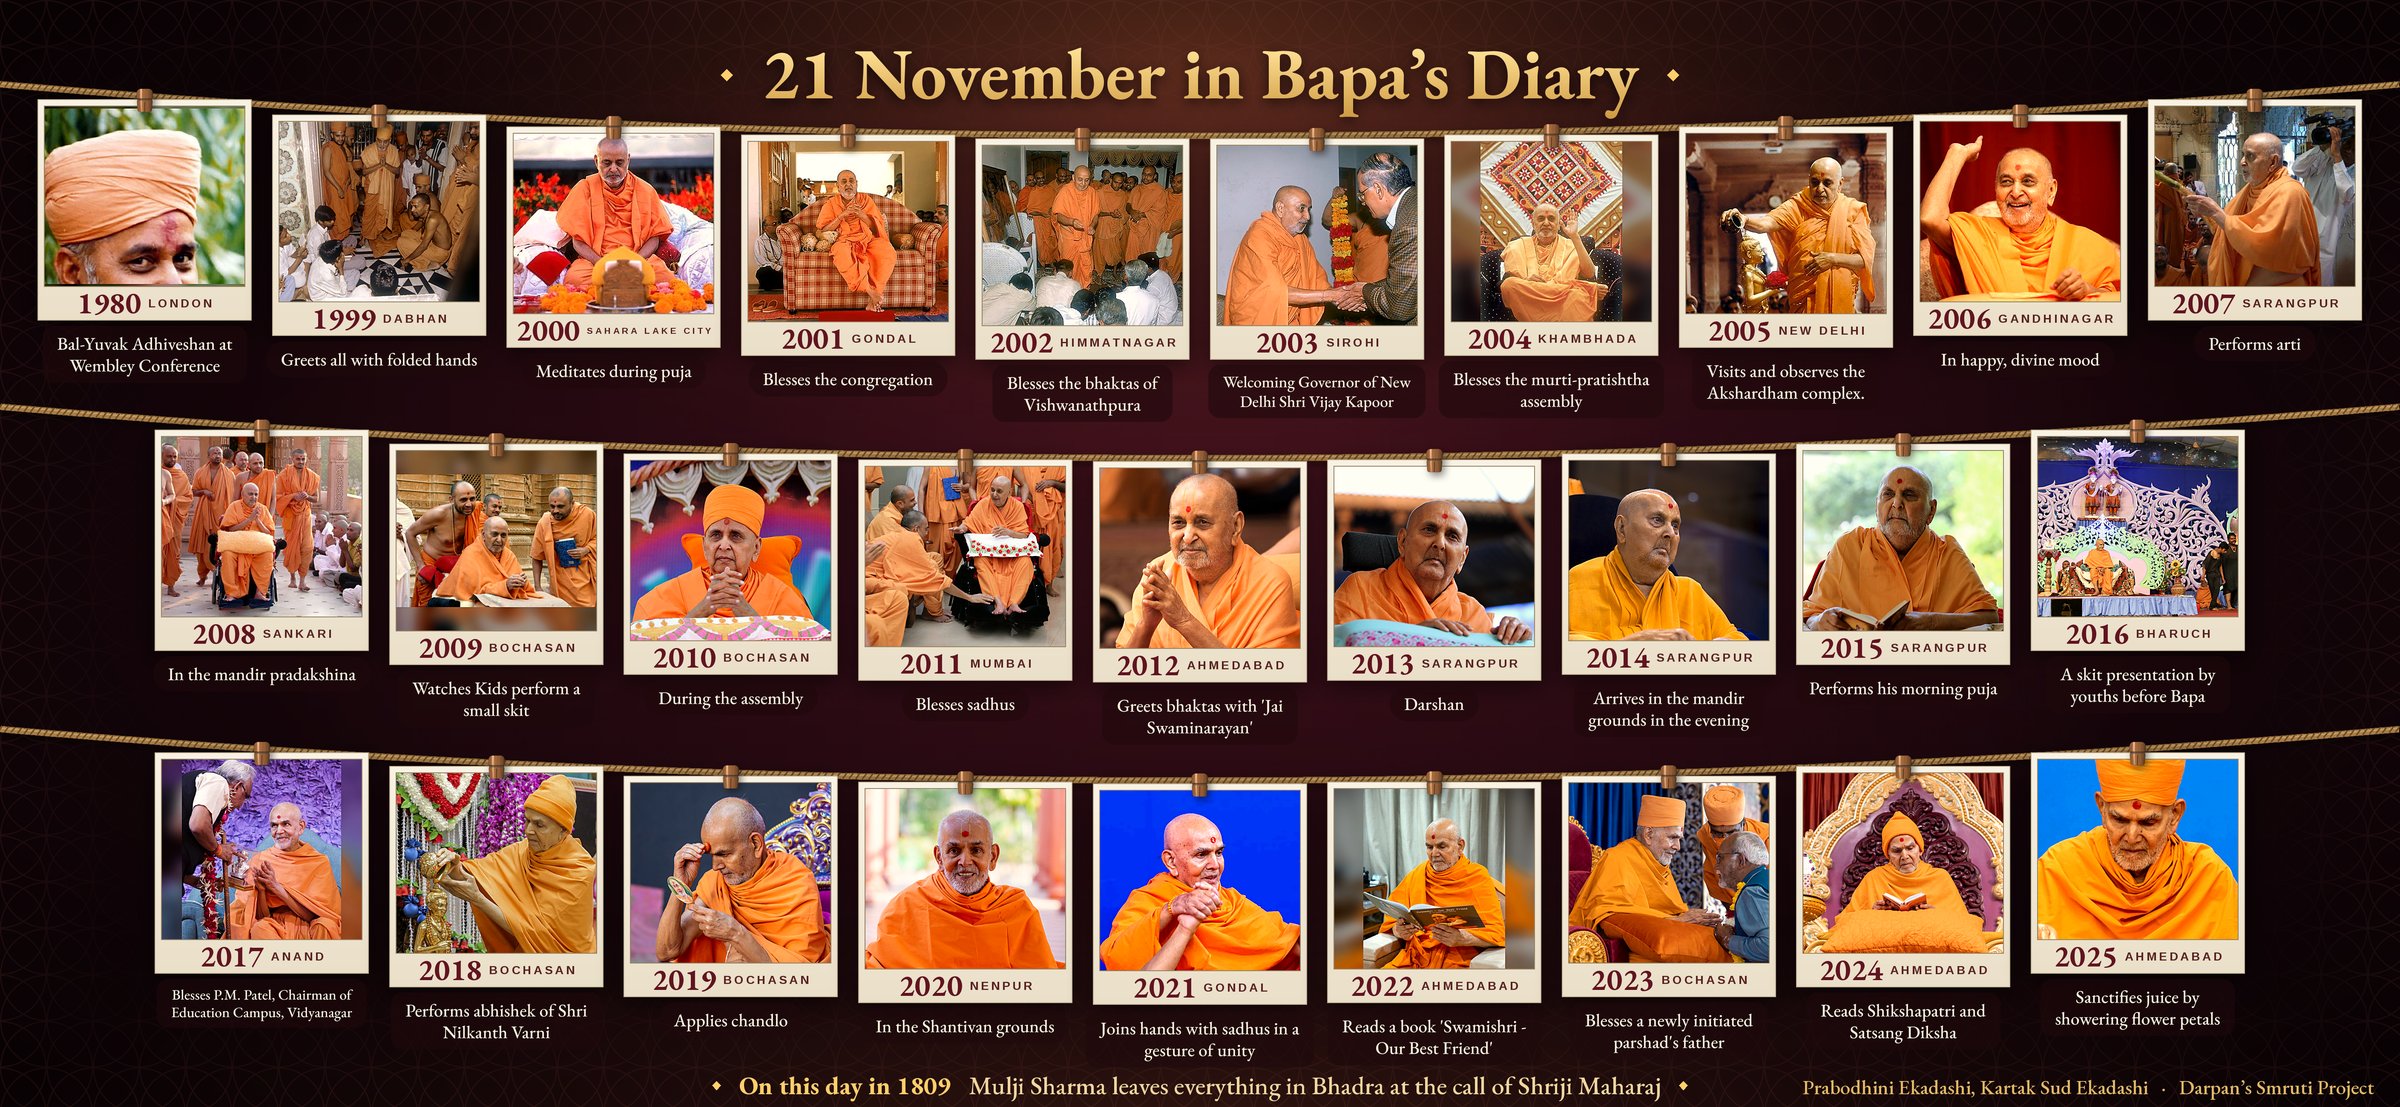 21 November in Bapa's Diary
1980 LONDON
Bal-Yuvak Adhiveshan at
Wembley Conference
1999 DABHAN
Greets all with folded hands
2000 SAHARA LAKE CITY
Meditates during puja
2001 GONDAL
Blesses the congregation
2002 HIMMATNAGAR
Blesses the bhaktas of
Vishwanathpura
2003 SIROHI
Welcoming Governor of New
Delhi Shri Vijay Kapoor
2004 KHAMBHADA
Blesses the murti-pratishtha
assembly
2005 NEW DELHI
Visits and observes the
Akshardham complex.
2006 GANDHINAGAR
In happy, divine mood
2007 SARANGPUR
Performs arti
2008 SANKARI
In the mandir pradakshina
2009 BOCHASAN
Watches Kids perform a
small skit
2010 BOCHASAN
During the assembly
2011 MUMBAI
Blesses sadhus
2012 AHMEDABAD
Greets bhaktas with 'Jai
Swaminarayan'
2013 SARANGPUR
Darshan
2014 SARANGPUR
Arrives in the mandir
grounds in the evening
2015 SARANGPUR
Performs his morning puja
2016 BHARUCH
A skit presentation by
youths before Bapa
2017 ANAND
Blesses P.M. Patel, Chairman of
Education Campus, Vidyanagar
2018 BOCHASAN
Performs abhishek of Shri
Nilkanth Varni
2019 BOCHASAN
Applies chandlo
2020 NENPUR
In the Shantivan grounds
2021 GONDAL
Joins hands with sadhus in a
gesture of unity
2022 AHMEDABAD
Reads a book 'Swamishri -
Our Best Friend'
2023 BOCHASAN
Blesses a newly initiated
parshad's father
2024 AHMEDABAD
Reads Shikshapatri and
Satsang Diksha
2025 AHMEDABAD
Sanctifies juice by
showering flower petals
On this day in 1809 Mulji Sharma leaves everything in Bhadra at the call of Shriji Maharaj
Prabodhini Ekadashi, Kartak Sud Ekadashi · Darpan's Smruti Project